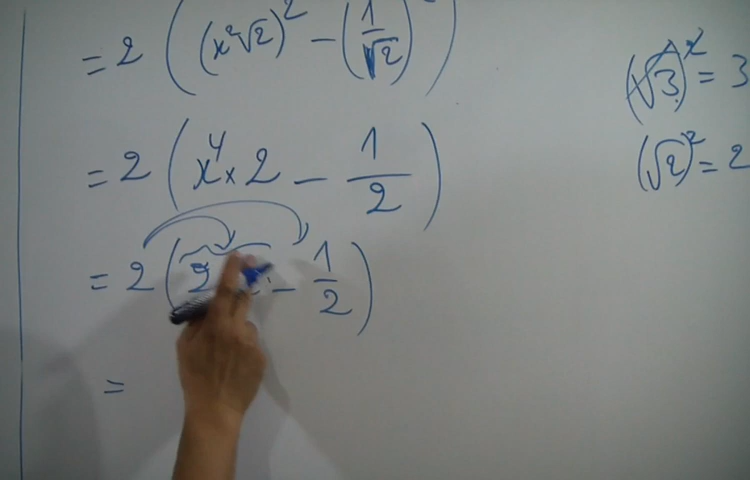 = 2 ( (x²√2)² − (1/√2)
(√3)² = 3
= 2 ( x⁴ × 2 − 1/2 )
(√2)² = 2
= 2 ( 2 − 1/2 )
=